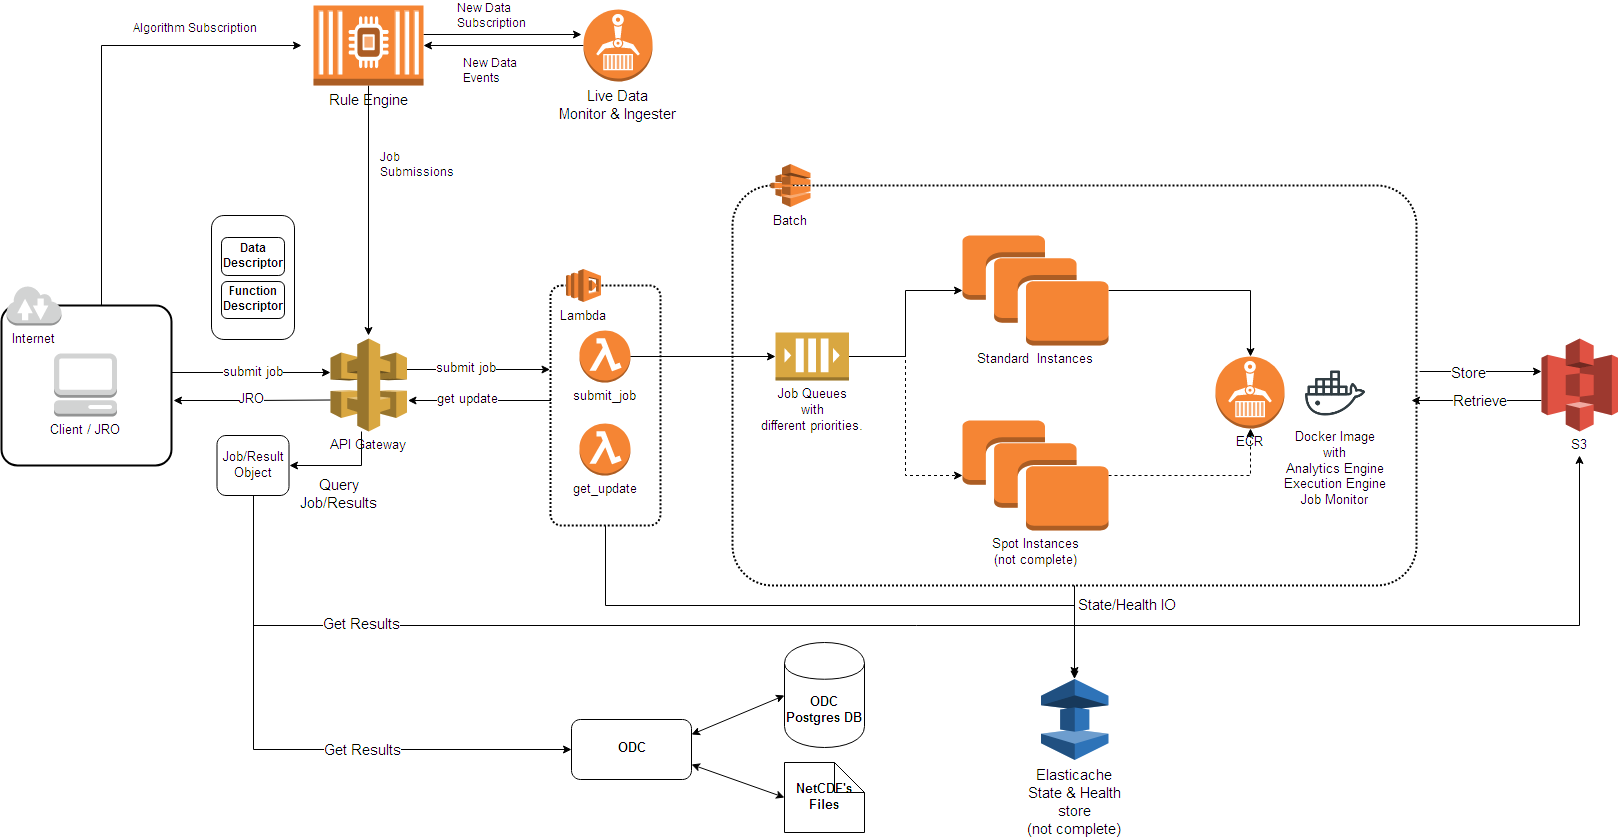 Algorithm Subscription
New Data
Subscription
New Data
Events
Rule Engine
Live Data
Monitor & Ingester
Job
Submissions
Data
Descriptor
Function
Descriptor
Internet
Client / JRO
submit job
JRO
API Gateway
submit job
get update
Lambda
submit_job
get_update
Job/Result
Object
Query
Job/Results
Batch
Job Queues
with
different priorities.
Standard Instances
Spot Instances
(not complete)
ECR
Docker Image
with
Analytics Engine
Execution Engine
Job Monitor
Store
Retrieve
S3
State/Health IO
Get Results
Get Results
ODC
ODC
Postgres DB
NetCDF's
Files
Elasticache
State & Health
store
(not complete)